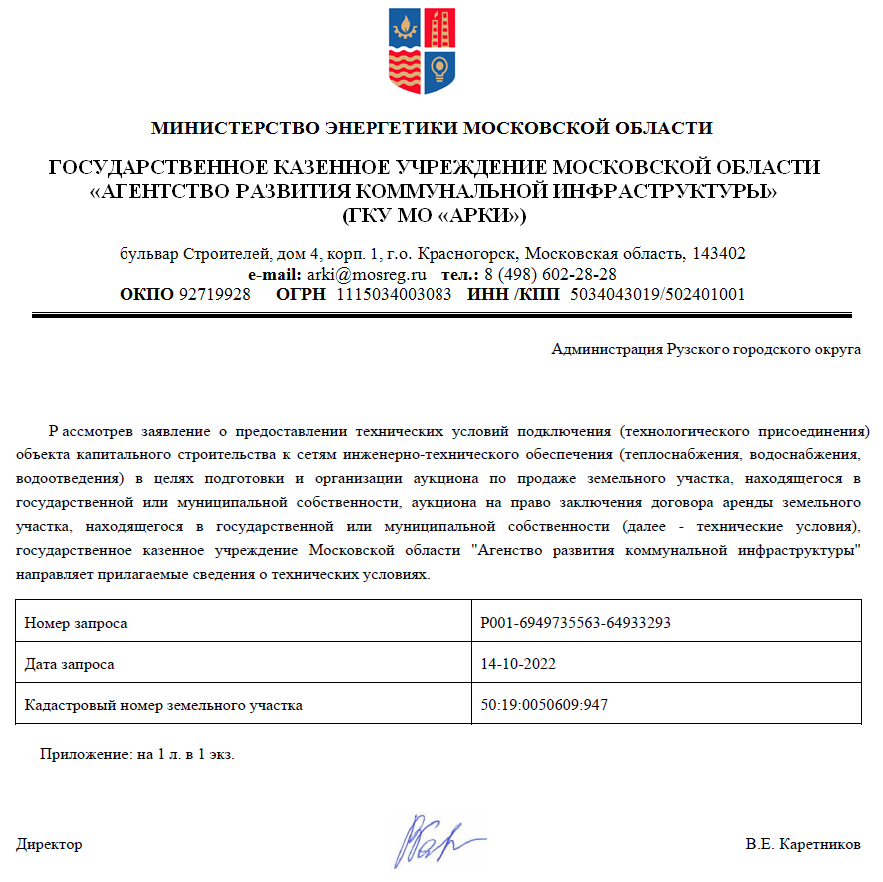 МИНИСТЕРСТВО ЭНЕРГЕТИКИ МОСКОВСКОЙ ОБЛАСТИ
ГОСУДАРСТВЕННОЕ КАЗЕННОЕ УЧРЕЖДЕНИЕ МОСКОВСКОЙ ОБЛАСТИ
«АГЕНТСТВО РАЗВИТИЯ КОММУНАЛЬНОЙ ИНФРАСТРУКТУРЫ»
(ГКУ МО «АРКИ»)
бульвар Строителей, дом 4, корп. 1, г.о. Красногорск, Московская область, 143402
e-mail: arki@mosreg.ru тел.: 8 (498) 602-28-28
ОКПО 92719928 ОГРН 1115034003083 ИНН /КПП 5034043019/502401001
Администрация Рузского городского округа
Р ассмотрев заявление о предоставлении технических условий подключения (технологического присоединения)
объекта капитального строительства к сетям инженерно-технического обеспечения (теплоснабжения, водоснабжения,
водоотведения) в целях подготовки и организации аукциона по продаже земельного участка, находящегося в
государственной или муниципальной собственности, аукциона на право заключения договора аренды земельного
участка, находящегося в государственной или муниципальной собственности (далее - технические условия),
государственное казенное учреждение Московской области "Агенство развития коммунальной инфраструктуры"
направляет прилагаемые сведения о технических условиях.
Номер запроса P001-6949735563-64933293
Дата запроса 14-10-2022
Кадастровый номер земельного участка 50:19:0050609:947
Приложение: на 1 л. в 1 экз.
Директор В.Е. Каретников